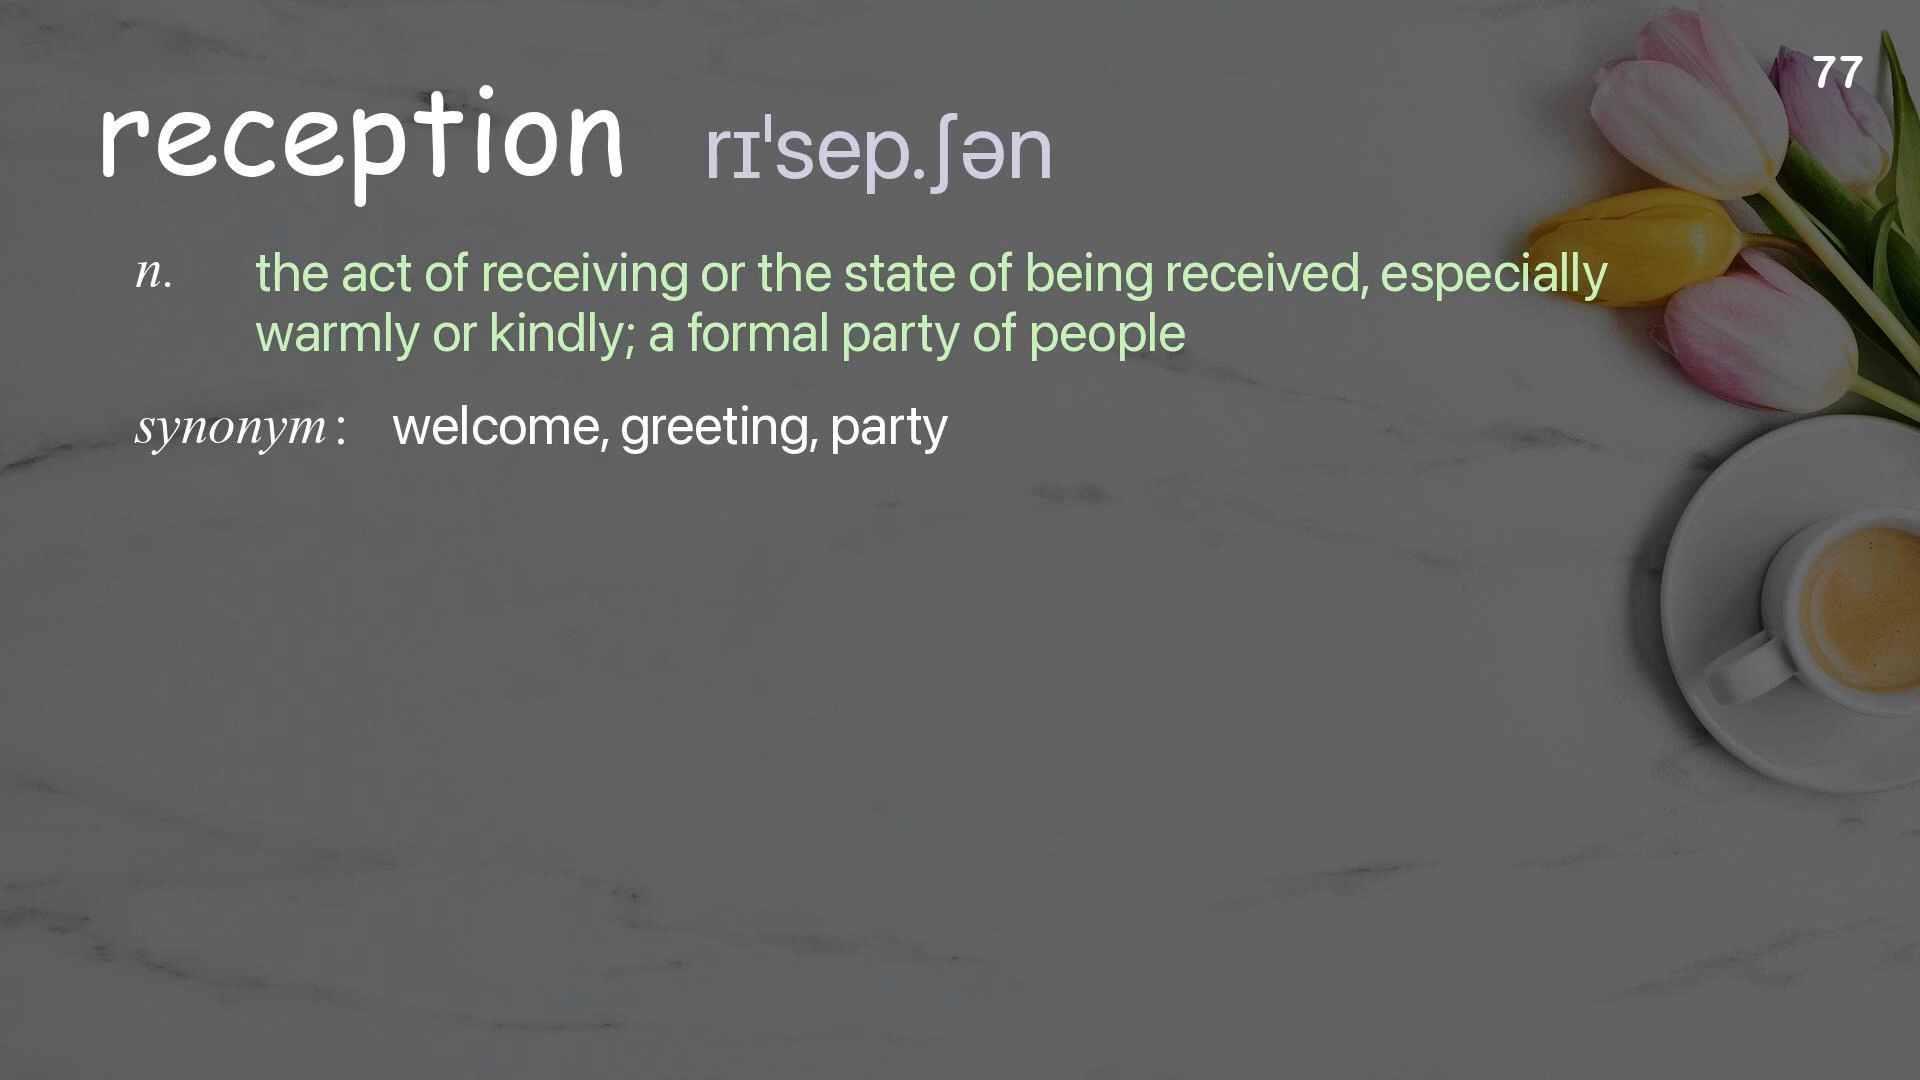 77
reception rɪˈsep.ʃən
n. the act of receiving or the state of being received, especially
warmly or kindly; a formal party of people
synonym: welcome, greeting, party